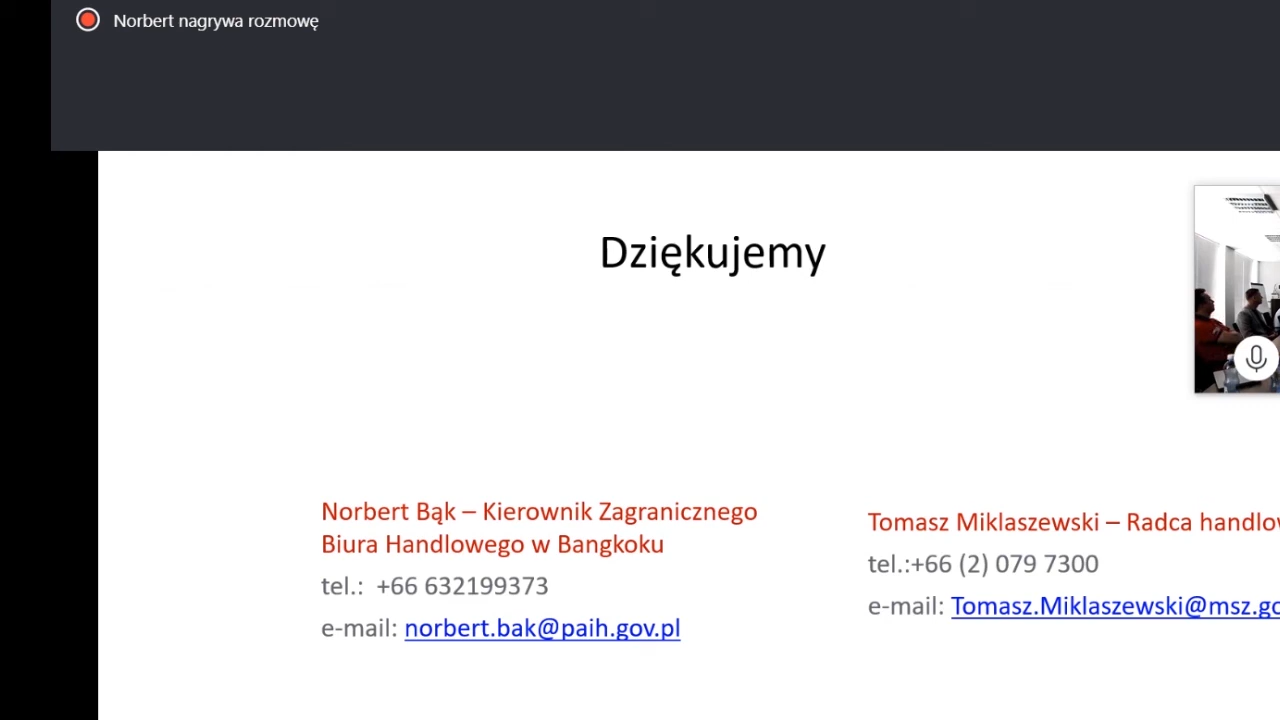 Norbert nagrywa rozmowę
Dziękujemy
Norbert Bąk – Kierownik Zagranicznego
Biura Handlowego w Bangkoku
tel.: +66 632199373
e-mail: norbert.bak@paih.gov.pl
Tomasz Miklaszewski – Radca
tel.:+66 (2) 079 7300
e-mail: